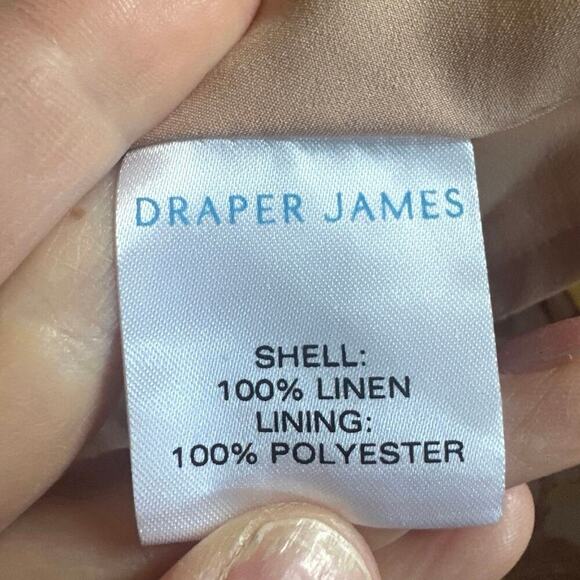 DRAPER JAMES
SHELL:
100% LINEN
LINING:
100% POLYESTER